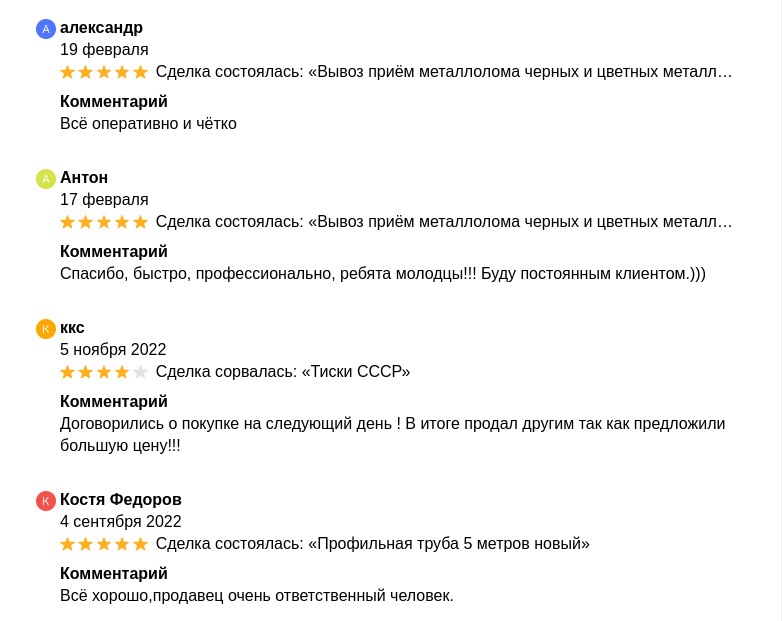 А александр
19 февраля
Сделка состоялась: «Вывоз приём металлолома черных и цветных металл…
Комментарий
Всё оперативно и чётко
А Антон
17 февраля
Сделка состоялась: «Вывоз приём металлолома черных и цветных металл…
Комментарий
Спасибо, быстро, профессионально, ребята молодцы!!! Буду постоянным клиентом.)))
К ккс
5 ноября 2022
Сделка сорвалась: «Тиски СССР»
Комментарий
Договорились о покупке на следующий день ! В итоге продал другим так как предложили
большую цену!!!
К Костя Федоров
4 сентября 2022
Сделка состоялась: «Профильная труба 5 метров новый»
Комментарий
Всё хорошо,продавец очень ответственный человек.